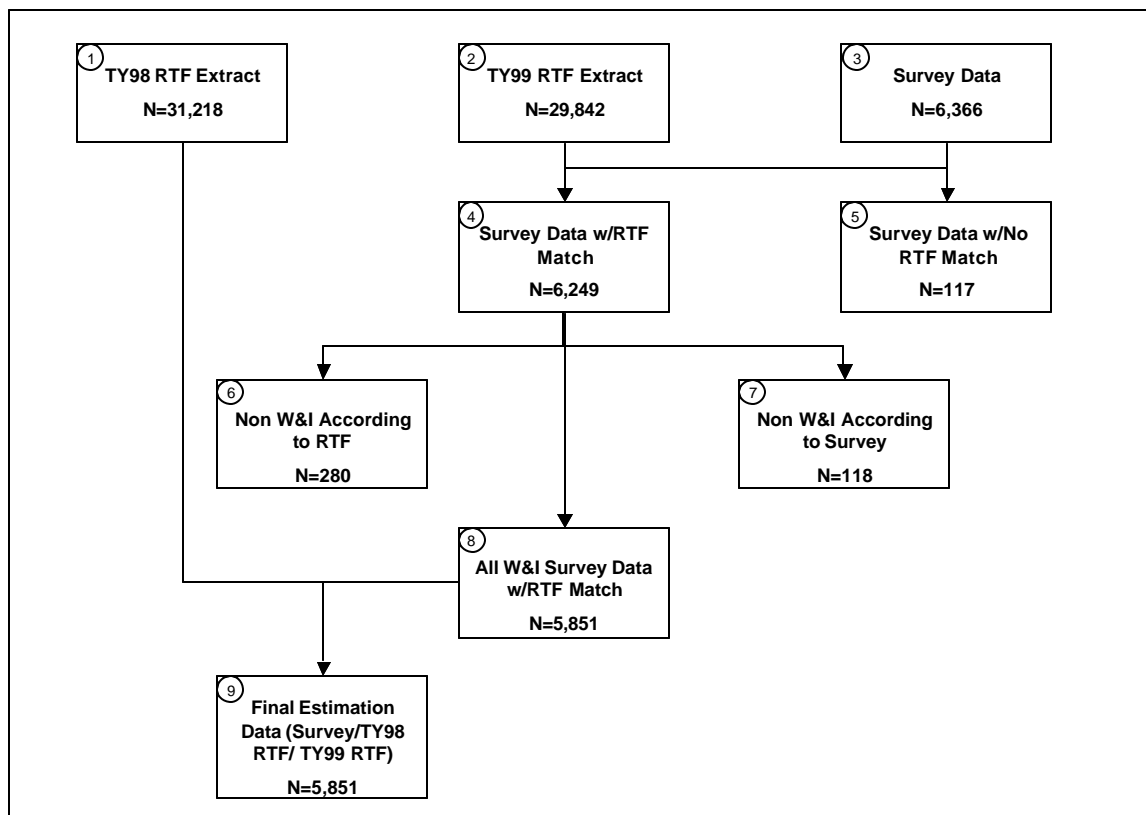 1
TY98 RTF Extract
N=31,218
2
TY99 RTF Extract
N=29,842
3
Survey Data
N=6,366
4
Survey Data w/RTF
Match
N=6,249
5
Survey Data w/No
RTF Match
N=117
6
Non W&I According
to RTF
N=280
7
Non W&I According
to Survey
N=118
8
All W&I Survey Data
w/RTF Match
N=5,851
9
Final Estimation
Data (Survey/TY98
RTF/ TY99 RTF)
N=5,851